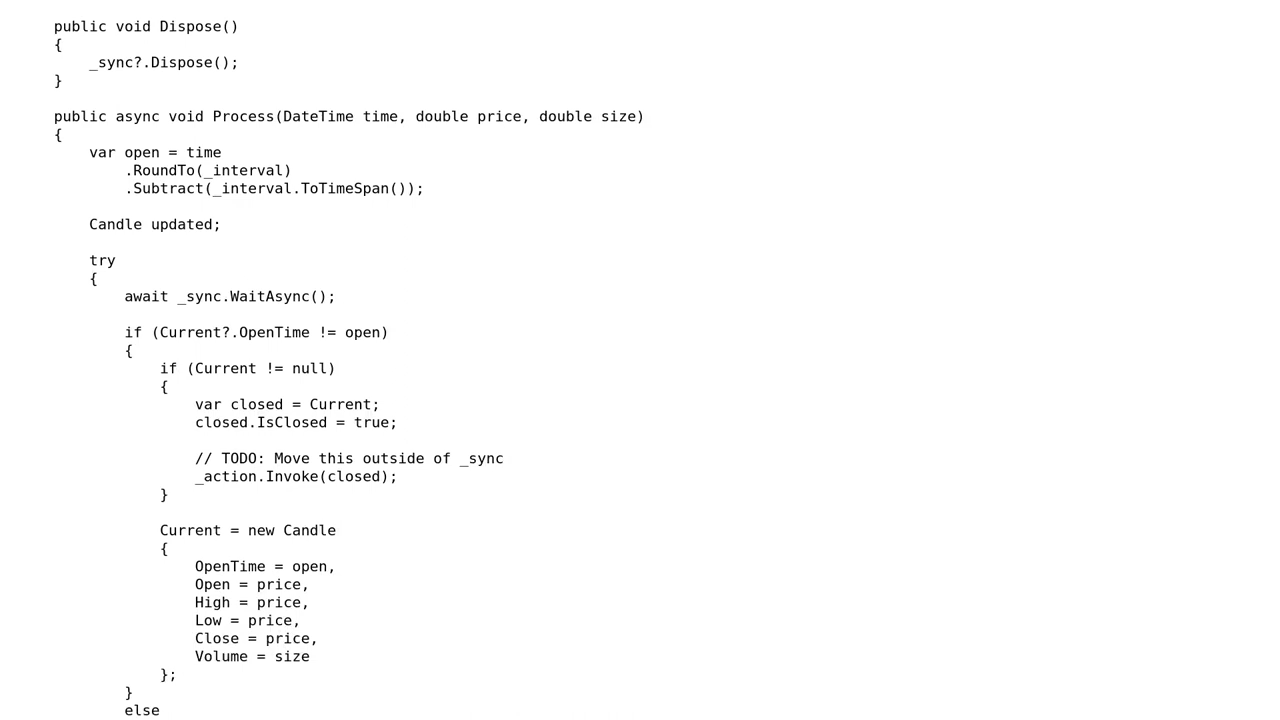 public void Dispose()
{
    _sync?.Dispose();
}

public async void Process(DateTime time, double price, double size)
{
    var open = time
        .RoundTo(_interval)
        .Subtract(_interval.ToTimeSpan());

    Candle updated;

    try
    {
        await _sync.WaitAsync();

        if (Current?.OpenTime != open)
        {
            if (Current != null)
            {
                var closed = Current;
                closed.IsClosed = true;

                // TODO: Move this outside of _sync
                _action.Invoke(closed);
            }

            Current = new Candle
            {
                OpenTime = open,
                Open = price,
                High = price,
                Low = price,
                Close = price,
                Volume = size
            };
        }
        else